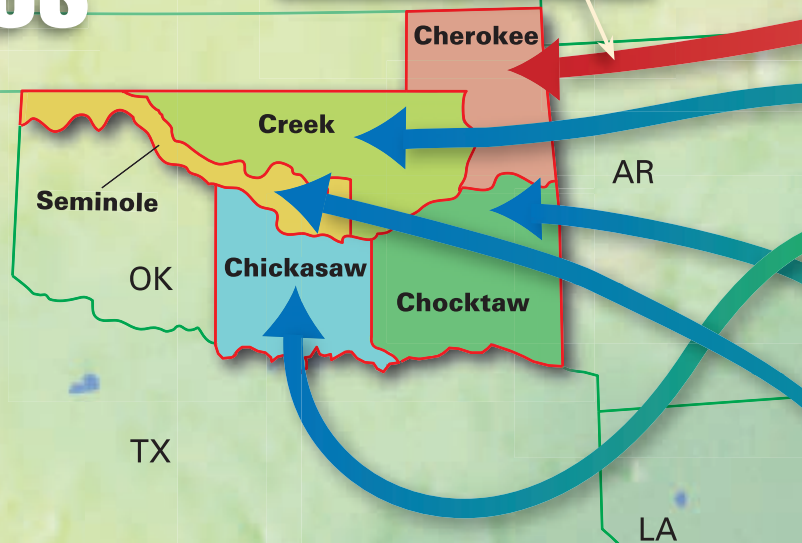 Cherokee
Creek
AR
Seminole
Chickasaw
OK
Chocktaw
TX
LA